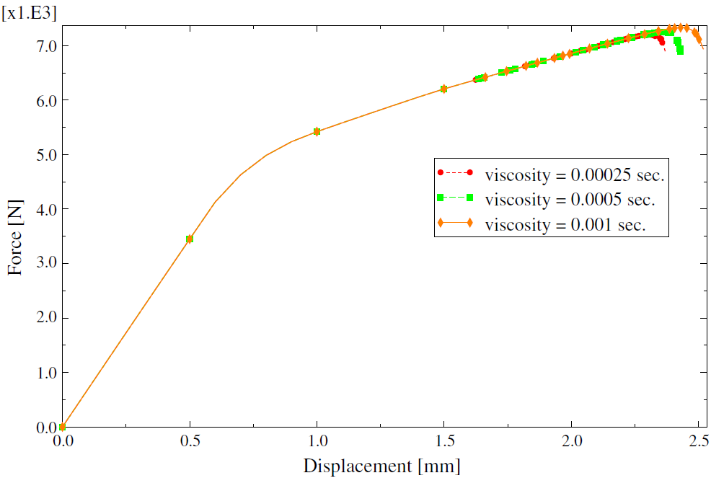 [x1.E3]
7.0
6.0
5.0
4.0
3.0
2.0
1.0
0.0
Force [N]
viscosity = 0.00025 sec.
viscosity = 0.0005 sec.
viscosity = 0.001 sec.
0.0 0.5 1.0 1.5 2.0 2.5
Displacement [mm]